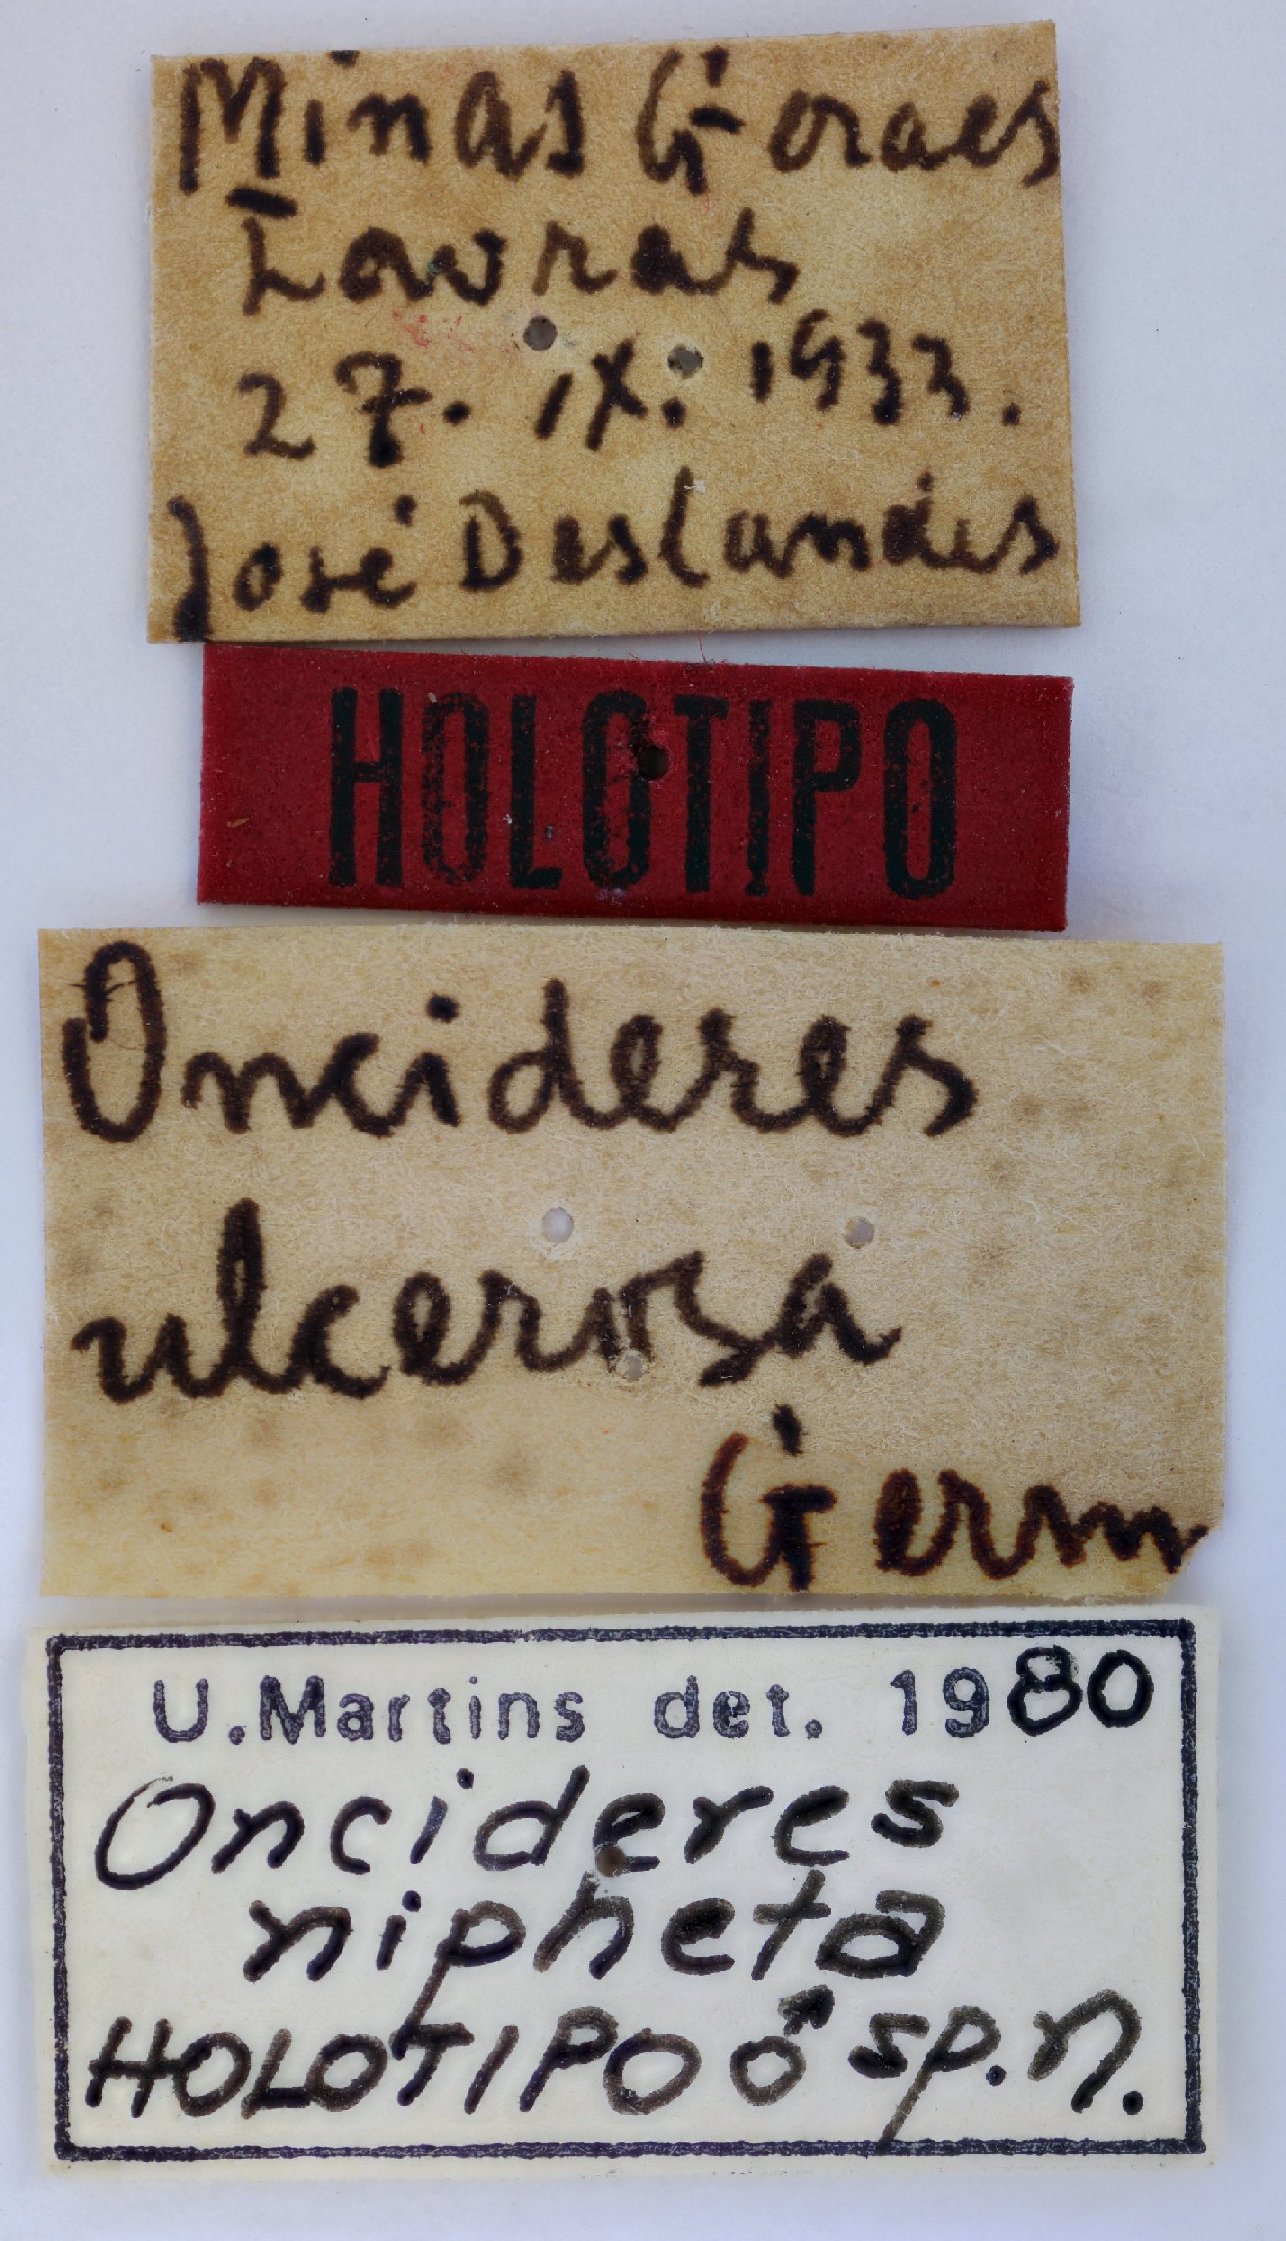 Minas Geraes
Lavras
27. IX. 1933.
José Deslandes
HOLOTIPO
Oncideres
ulcerosa
Germ
U. Martins det. 1980
Oncideres
nipheta
HOLOTIPO ♂ sp. n.